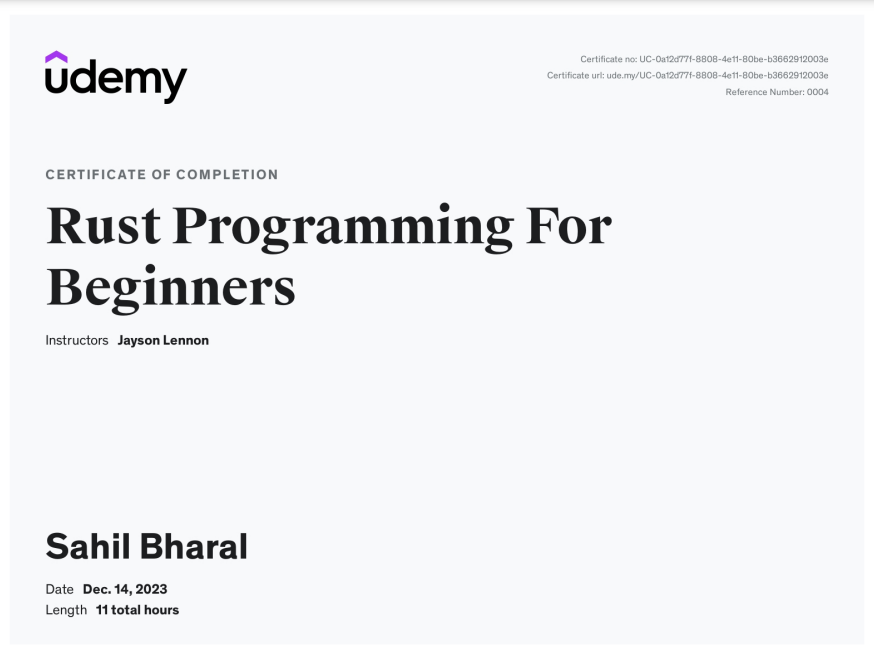 udemy
Certificate no: UC-0a12d77f-8808-4e11-80be-b3662912003e
Certificate url: ude.my/UC-0a12d77f-8808-4e11-80be-b3662912003e
Reference Number: 0004
CERTIFICATE OF COMPLETION
Rust Programming For
Beginners
Instructors Jayson Lennon
Sahil Bharal
Date Dec. 14, 2023
Length 11 total hours